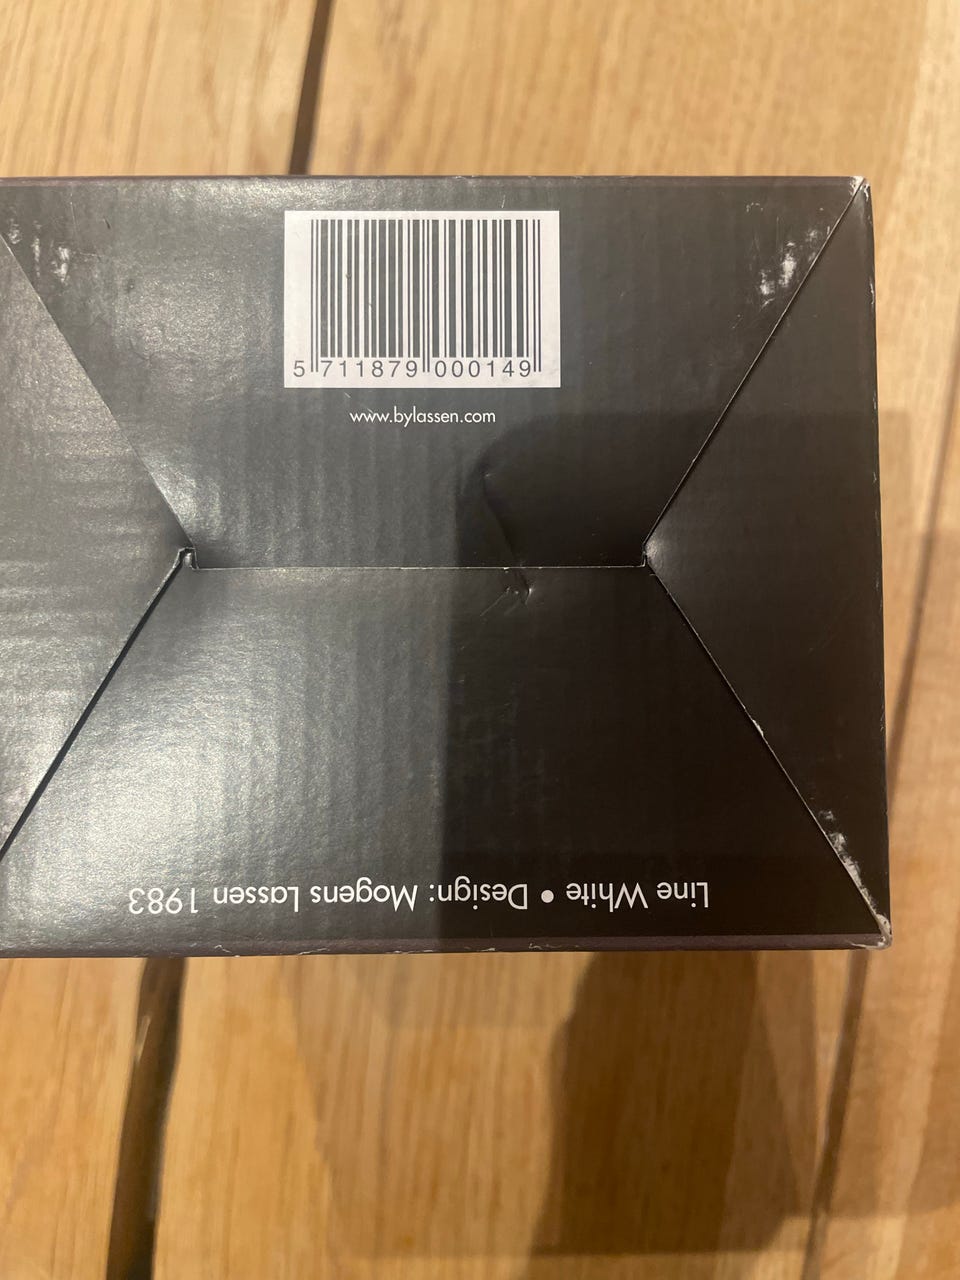 5 711879 000149
www.bylassen.com
Line White • Design: Mogens Lassen 1983